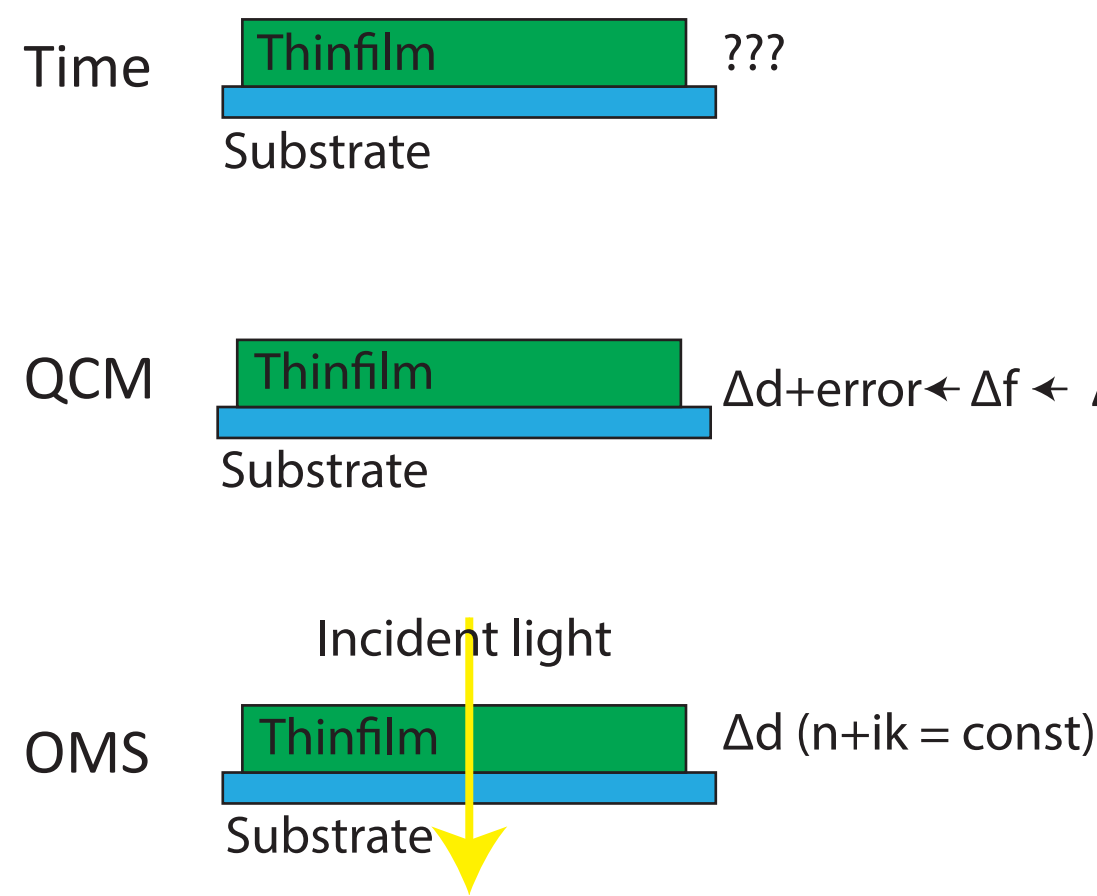 Time
Thinfilm
???
Substrate
QCM
Thinfilm
Δd+error← Δf ←
Substrate
Incident light
OMS
Thinfilm
Δd (n+ik = const)
Substrate